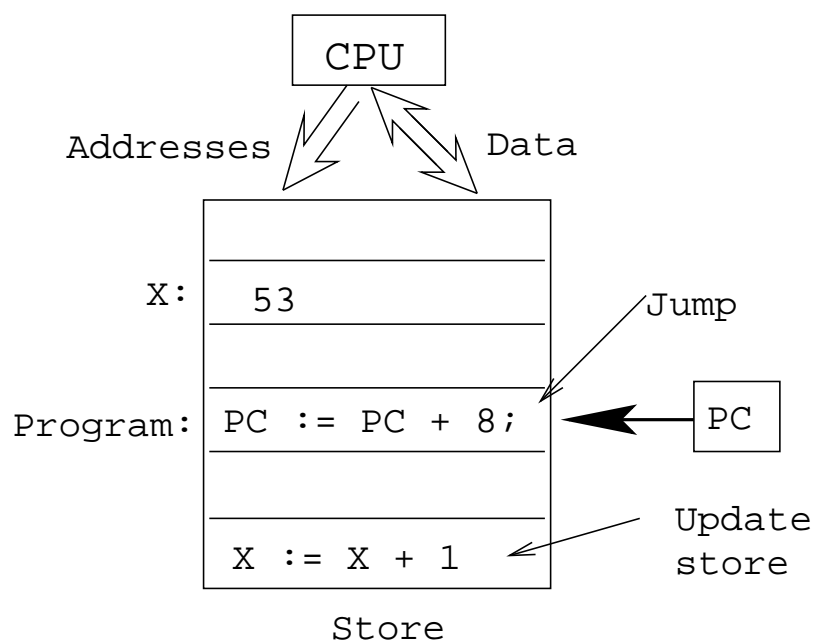 CPU
Addresses
Data
X:
53
Jump
Program:
PC := PC + 8;
PC
Update
store
X := X + 1
Store